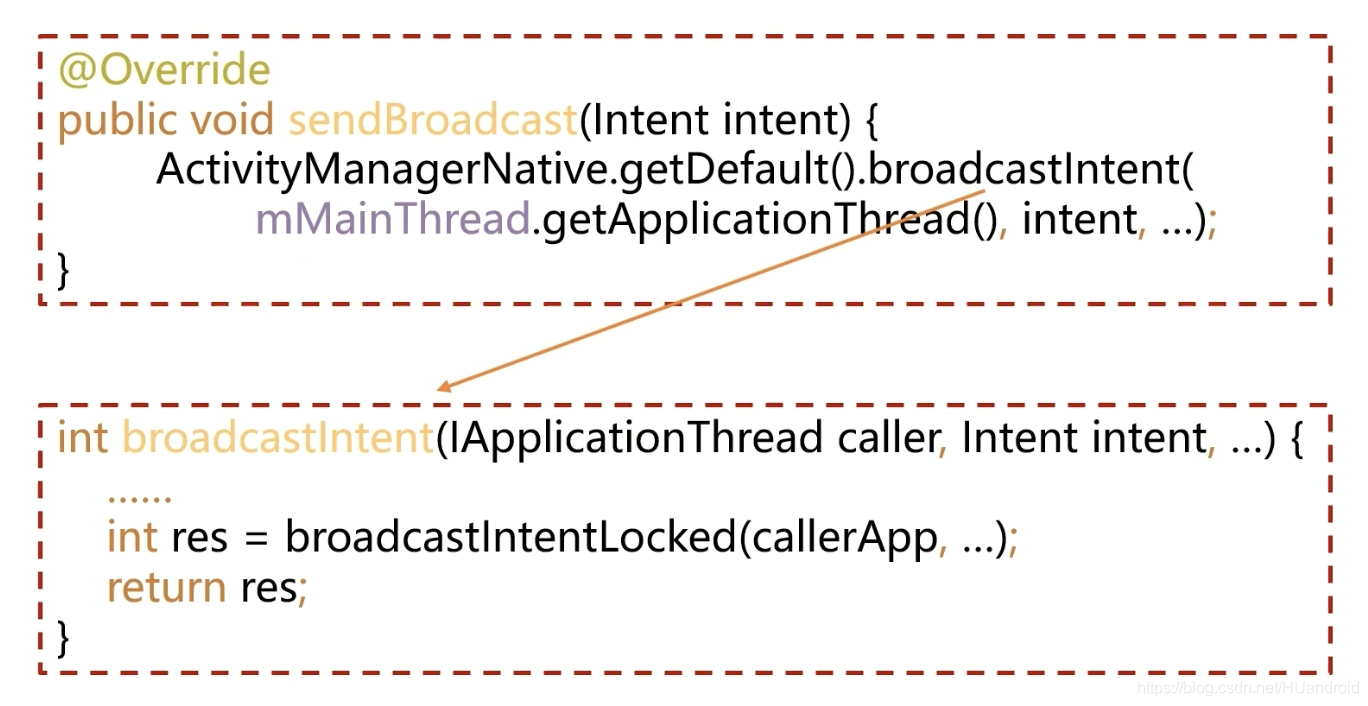 @Override
public void sendBroadcast(Intent intent) {
ActivityManagerNative.getDefault().broadcastIntent(
mMainThread.getApplicationThread(), intent, ...);
}
int broadcastIntent(IApplicationThread caller, Intent intent, ...) {
......
int res = broadcastIntentLocked(callerApp, ...);
return res;
}
https://blog.csdn.net/HUandroid